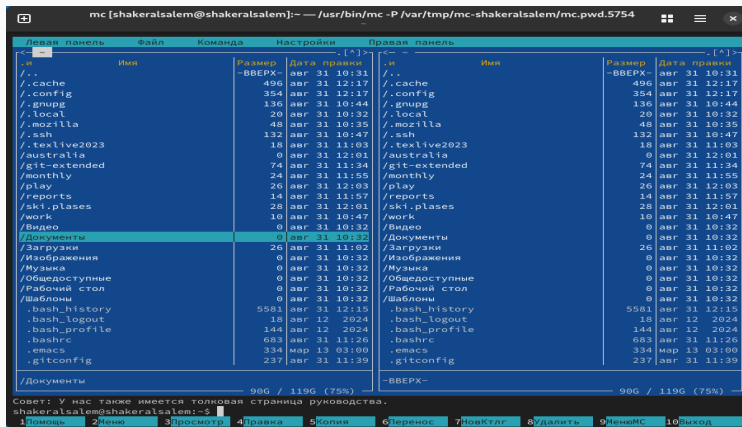 mc [shakeralsalem@shakeralsalem]:~ — /usr/bin/mc -P /var/tmp/mc-shakeralsalem/mc.pwd.5754
~
Левая панель Файл Команда Настройки Правая панель
<— ~ .[^]> <— ~ .[^]>
.и Имя Размер Дата правки .и Имя Размер Дата правки
/.. -ВВЕРХ- авг 31 10:31 /.. -ВВЕРХ- авг 31 10:31
/.cache 496 авг 31 12:17 /.cache 496 авг 31 12:17
/.config 354 авг 31 12:17 /.config 354 авг 31 12:17
/.gnupg 136 авг 31 10:44 /.gnupg 136 авг 31 10:44
/.local 20 авг 31 10:32 /.local 20 авг 31 10:32
/.mozilla 48 авг 31 10:35 /.mozilla 48 авг 31 10:35
/.ssh 132 авг 31 10:47 /.ssh 132 авг 31 10:47
/.texlive2023 18 авг 31 11:03 /.texlive2023 18 авг 31 11:03
/australia 0 авг 31 12:01 /australia 0 авг 31 12:01
/git-extended 74 авг 31 11:34 /git-extended 74 авг 31 11:34
/monthly 24 авг 31 11:55 /monthly 24 авг 31 11:55
/play 26 авг 31 12:03 /play 26 авг 31 12:03
/reports 14 авг 31 11:57 /reports 14 авг 31 11:57
/ski.plases 28 авг 31 12:01 /ski.plases 28 авг 31 12:01
/work 10 авг 31 10:47 /work 10 авг 31 10:47
/Видео 0 авг 31 10:32 /Видео 0 авг 31 10:32
/Документы 0 авг 31 10:32 /Документы 0 авг 31 10:32
/Загрузки 26 авг 31 11:02 /Загрузки 26 авг 31 11:02
/Изображения 0 авг 31 10:32 /Изображения 0 авг 31 10:32
/Музыка 0 авг 31 10:32 /Музыка 0 авг 31 10:32
/Общедоступные 0 авг 31 10:32 /Общедоступные 0 авг 31 10:32
/Рабочий стол 0 авг 31 10:32 /Рабочий стол 0 авг 31 10:32
/Шаблоны 0 авг 31 10:32 /Шаблоны 0 авг 31 10:32
.bash_history 5581 авг 31 12:15 .bash_history 5581 авг 31 12:15
.bash_logout 18 авг 12 2024 .bash_logout 18 авг 12 2024
.bash_profile 144 авг 12 2024 .bash_profile 144 авг 12 2024
.bashrc 683 авг 31 11:26 .bashrc 683 авг 31 11:26
.emacs 334 мар 13 03:00 .emacs 334 мар 13 03:00
.gitconfig 237 авг 31 11:39 .gitconfig 237 авг 31 11:39
/Документы -ВВЕРХ-
90G / 119G (75%) 90G / 119G (75%)
Совет: У нас также имеется толковая страница руководства.
shakeralsalem@shakeralsalem:~$
1Помощь 2Меню 3Просмотр 4Правка 5Копия 6Перенос 7НовКтлг 8Удалить 9МенюМС 10Выход